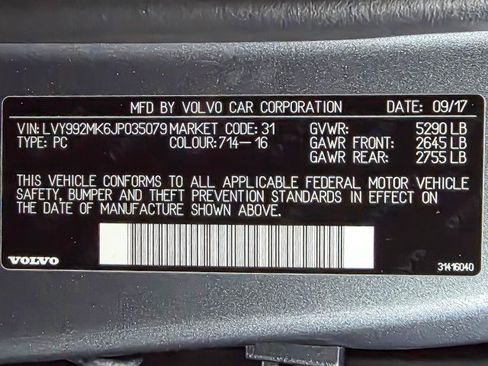 MFD BY VOLVO CAR CORPORATION DATE: 09/17
VIN: LVY992MK6JP035079 MARKET CODE: 31 GVWR: 5290 LB
TYPE: PC COLOUR: 714-16 GAWR FRONT: 2645 LB
GAWR REAR: 2755 LB
THIS VEHICLE CONFORMS TO ALL APPLICABLE FEDERAL MOTOR VEHICLE
SAFETY, BUMPER AND THEFT PREVENTION STANDARDS IN EFFECT ON
THE DATE OF MANUFACTURE SHOWN ABOVE.
VOLVO 31416040